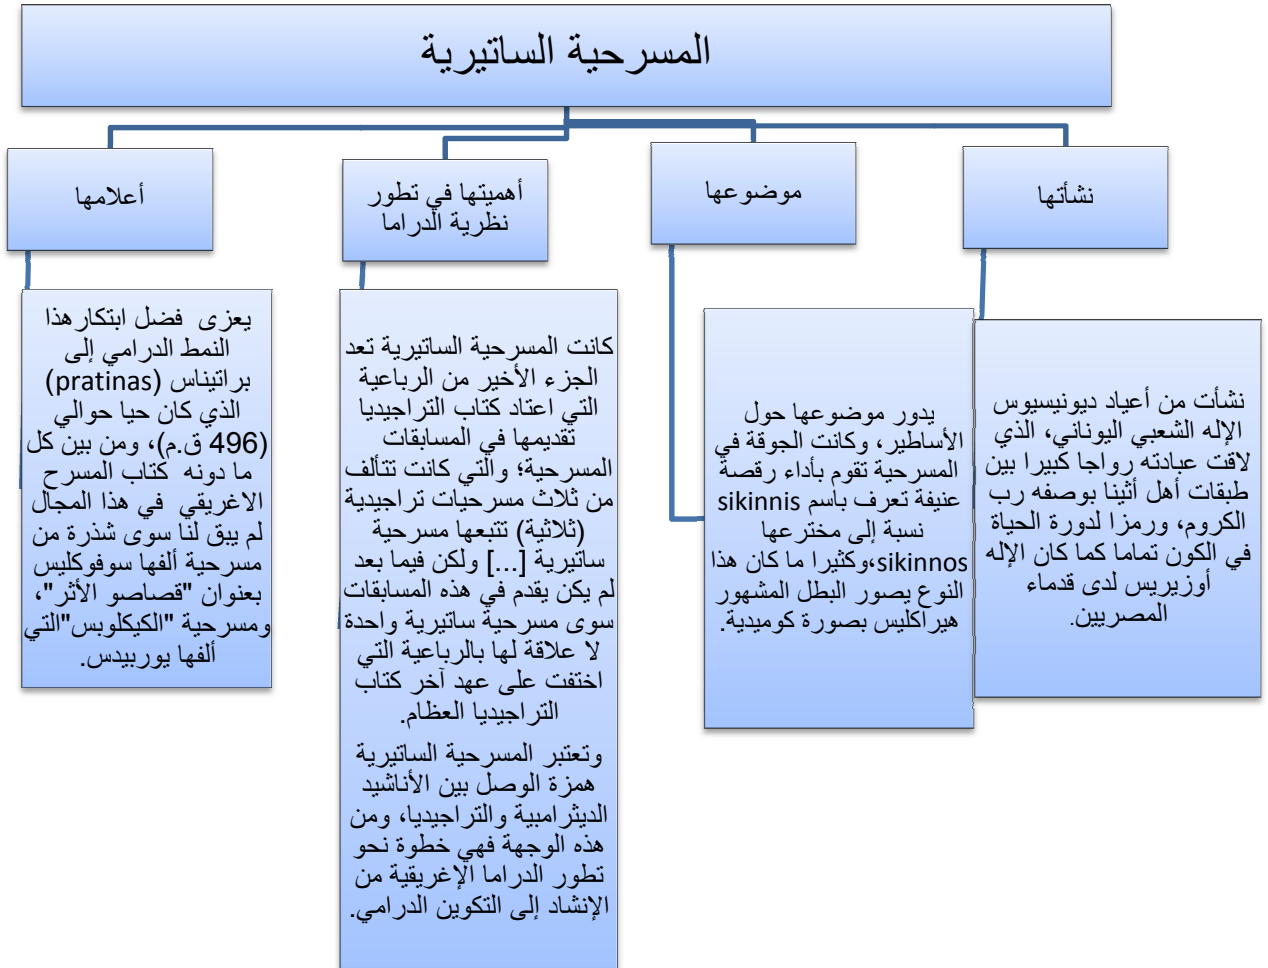 المسرحية الساتيرية
نشأتها
نشأت من أعياد ديونيسيوس
الإله الشعبي اليوناني، الذي
لاقت عبادته رواجا كبيرا بين
طبقات أهل أثينا بوصفه رب
الكروم، ورمزا لدورة الحياة
في الكون تماما كما كان الإله
أوزيريس لدى قدماء
المصريين.
موضوعها
يدور موضوعها حول
الأساطير، وكانت الجوقة في
المسرحية تقوم بأداء رقصة
عنيفة تعرف باسم sikinnis
نسبة إلى مخترعها
sikinnos،وكثيرا ما كان هذا
النوع يصور البطل المشهور
هيراكليس بصورة كوميدية.
أهميتها في تطور
نظرية الدراما
كانت المسرحية الساتيرية تعد
الجزء الأخير من الرباعية
التي اعتاد كتاب التراجيديا
تقديمها في المسابقات
المسرحية؛ والتي كانت تتألف
من ثلاث مسرحيات تراجيدية
(ثلاثية) تتبعها مسرحية
ساتيرية [...] ولكن فيما بعد
لم يكن يقدم في هذه المسابقات
سوى مسرحية ساتيرية واحدة
لا علاقة لها بالرباعية التي
اختفت على عهد آخر كتاب
التراجيديا العظام.
وتعتبر المسرحية الساتيرية
همزة الوصل بين الأناشيد
الديثرامبية والتراجيديا، ومن
هذه الوجهة فهي خطوة نحو
تطور الدراما الإغريقية من
الإنشاد إلى التكوين الدرامي.
أعلامها
يعزى فضل ابتكارهذا
النمط الدرامي إلى
براتيناس (pratinas)
الذي كان حيا حوالي
(496 ق.م)، ومن بين كل
ما دونه كتاب المسرح
الاغريقي في هذا المجال
لم يبق لنا سوى شذرة من
مسرحية ألفها سوفوكليس
بعنوان "قصاصو الأثر"،
ومسرحية "الكيكلوبس"التي
ألفها يوربيدس.